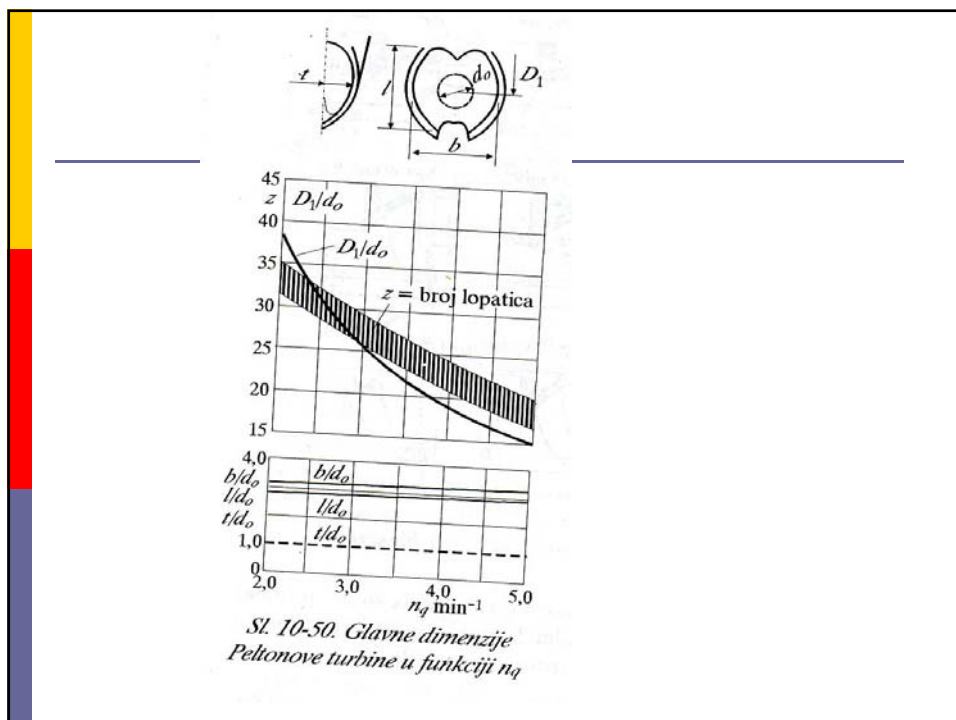 t
l
d₀
D₁
b
45
z
D₁/d₀
40
D₁/d₀
35
z = broj lopatica
30
25
20
15
4,0
b/d₀
b/d₀
l/d₀
l/d₀
t/d₀
t/d₀
1,0
0
2,0 3,0 4,0 5,0
n_q min⁻¹
Sl. 10-50. Glavne dimenzije
Peltonove turbine u funkciji n_q